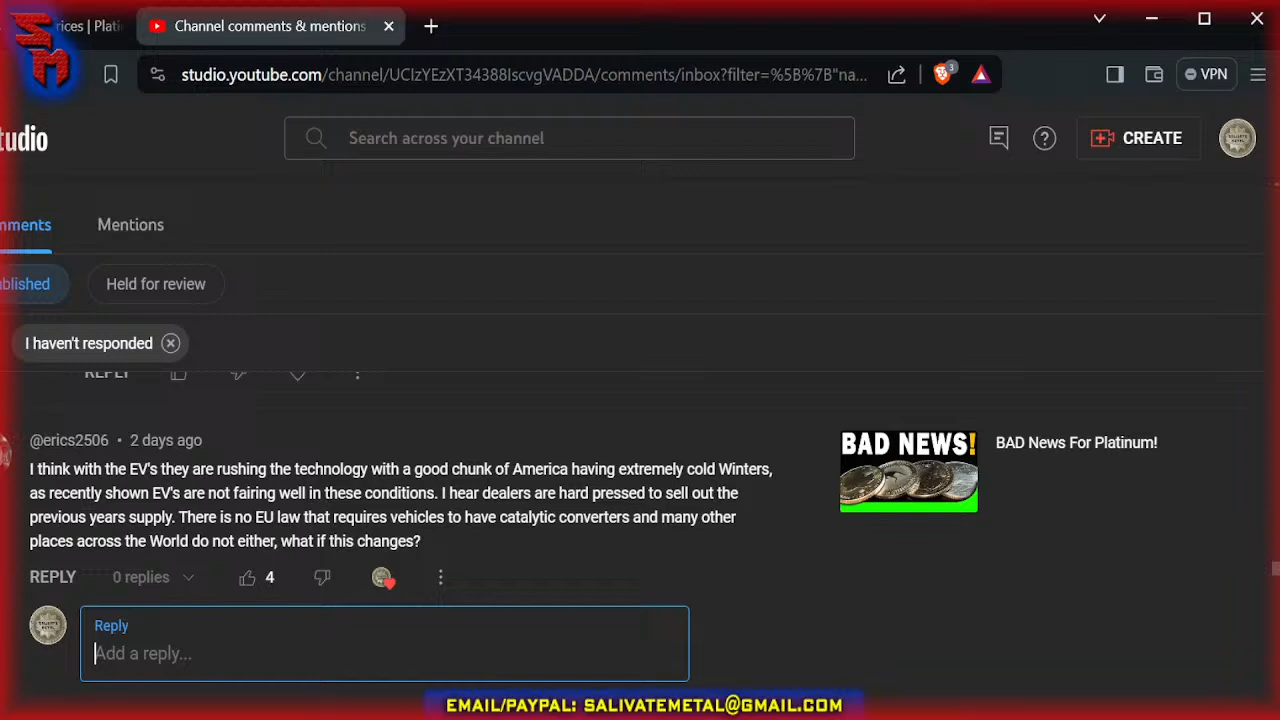 SM
rices | Plati
Channel comments & mentions
studio.youtube.com/channel/UCIzYEzXT34388IscvgVADDA/comments/inbox?filter=%5B%7B"na...
3
VPN
tudio
Search across your channel
CREATE
mments
Mentions
ublished
Held for review
I haven't responded
REPLY
@erics2506 • 2 days ago
I think with the EV's they are rushing the technology with a good chunk of America having extremely cold Winters,
as recently shown EV's are not fairing well in these conditions. I hear dealers are hard pressed to sell out the
previous years supply. There is no EU law that requires vehicles to have catalytic converters and many other
places across the World do not either, what if this changes?
BAD NEWS!
BAD News For Platinum!
REPLY
0 replies
4
Reply
Add a reply...
EMAIL/PAYPAL: SALIVATEMETAL@GMAIL.COM